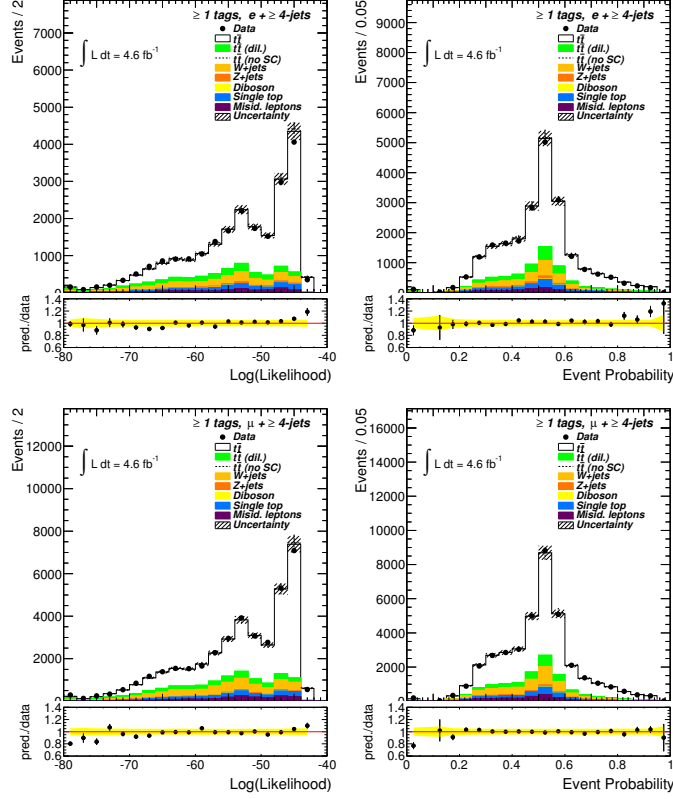 Events / 2
≥ 1 tags, e + ≥ 4-jets
∫ L dt = 4.6 fb⁻¹
Data
tt̄
tt̄ (dil.)
tt̄ (no SC)
W+jets
Z+jets
Diboson
Single top
Misid. leptons
Uncertainty
7000
6000
5000
4000
3000
2000
1000
0
pred./data
1.4
1.2
1
0.8
0.6
-80 -70 -60 -50 -40
Log(Likelihood)
Events / 0.05
≥ 1 tags, e + ≥ 4-jets
∫ L dt = 4.6 fb⁻¹
Data
tt̄
tt̄ (dil.)
tt̄ (no SC)
W+jets
Z+jets
Diboson
Single top
Misid. leptons
Uncertainty
9000
8000
7000
6000
5000
4000
3000
2000
1000
0
pred./data
1.4
1.2
1
0.8
0.6
0 0.2 0.4 0.6 0.8 1
Event Probability
Events / 2
≥ 1 tags, μ + ≥ 4-jets
∫ L dt = 4.6 fb⁻¹
Data
tt̄
tt̄ (dil.)
tt̄ (no SC)
W+jets
Z+jets
Diboson
Single top
Misid. leptons
Uncertainty
12000
10000
8000
6000
4000
2000
0
pred./data
1.4
1.2
1
0.8
0.6
-80 -70 -60 -50 -40
Log(Likelihood)
Events / 0.05
≥ 1 tags, μ + ≥ 4-jets
∫ L dt = 4.6 fb⁻¹
Data
tt̄
tt̄ (dil.)
tt̄ (no SC)
W+jets
Z+jets
Diboson
Single top
Misid. leptons
Uncertainty
16000
14000
12000
10000
8000
6000
4000
2000
0
pred./data
1.4
1.2
1
0.8
0.6
0 0.2 0.4 0.6 0.8 1
Event Probability